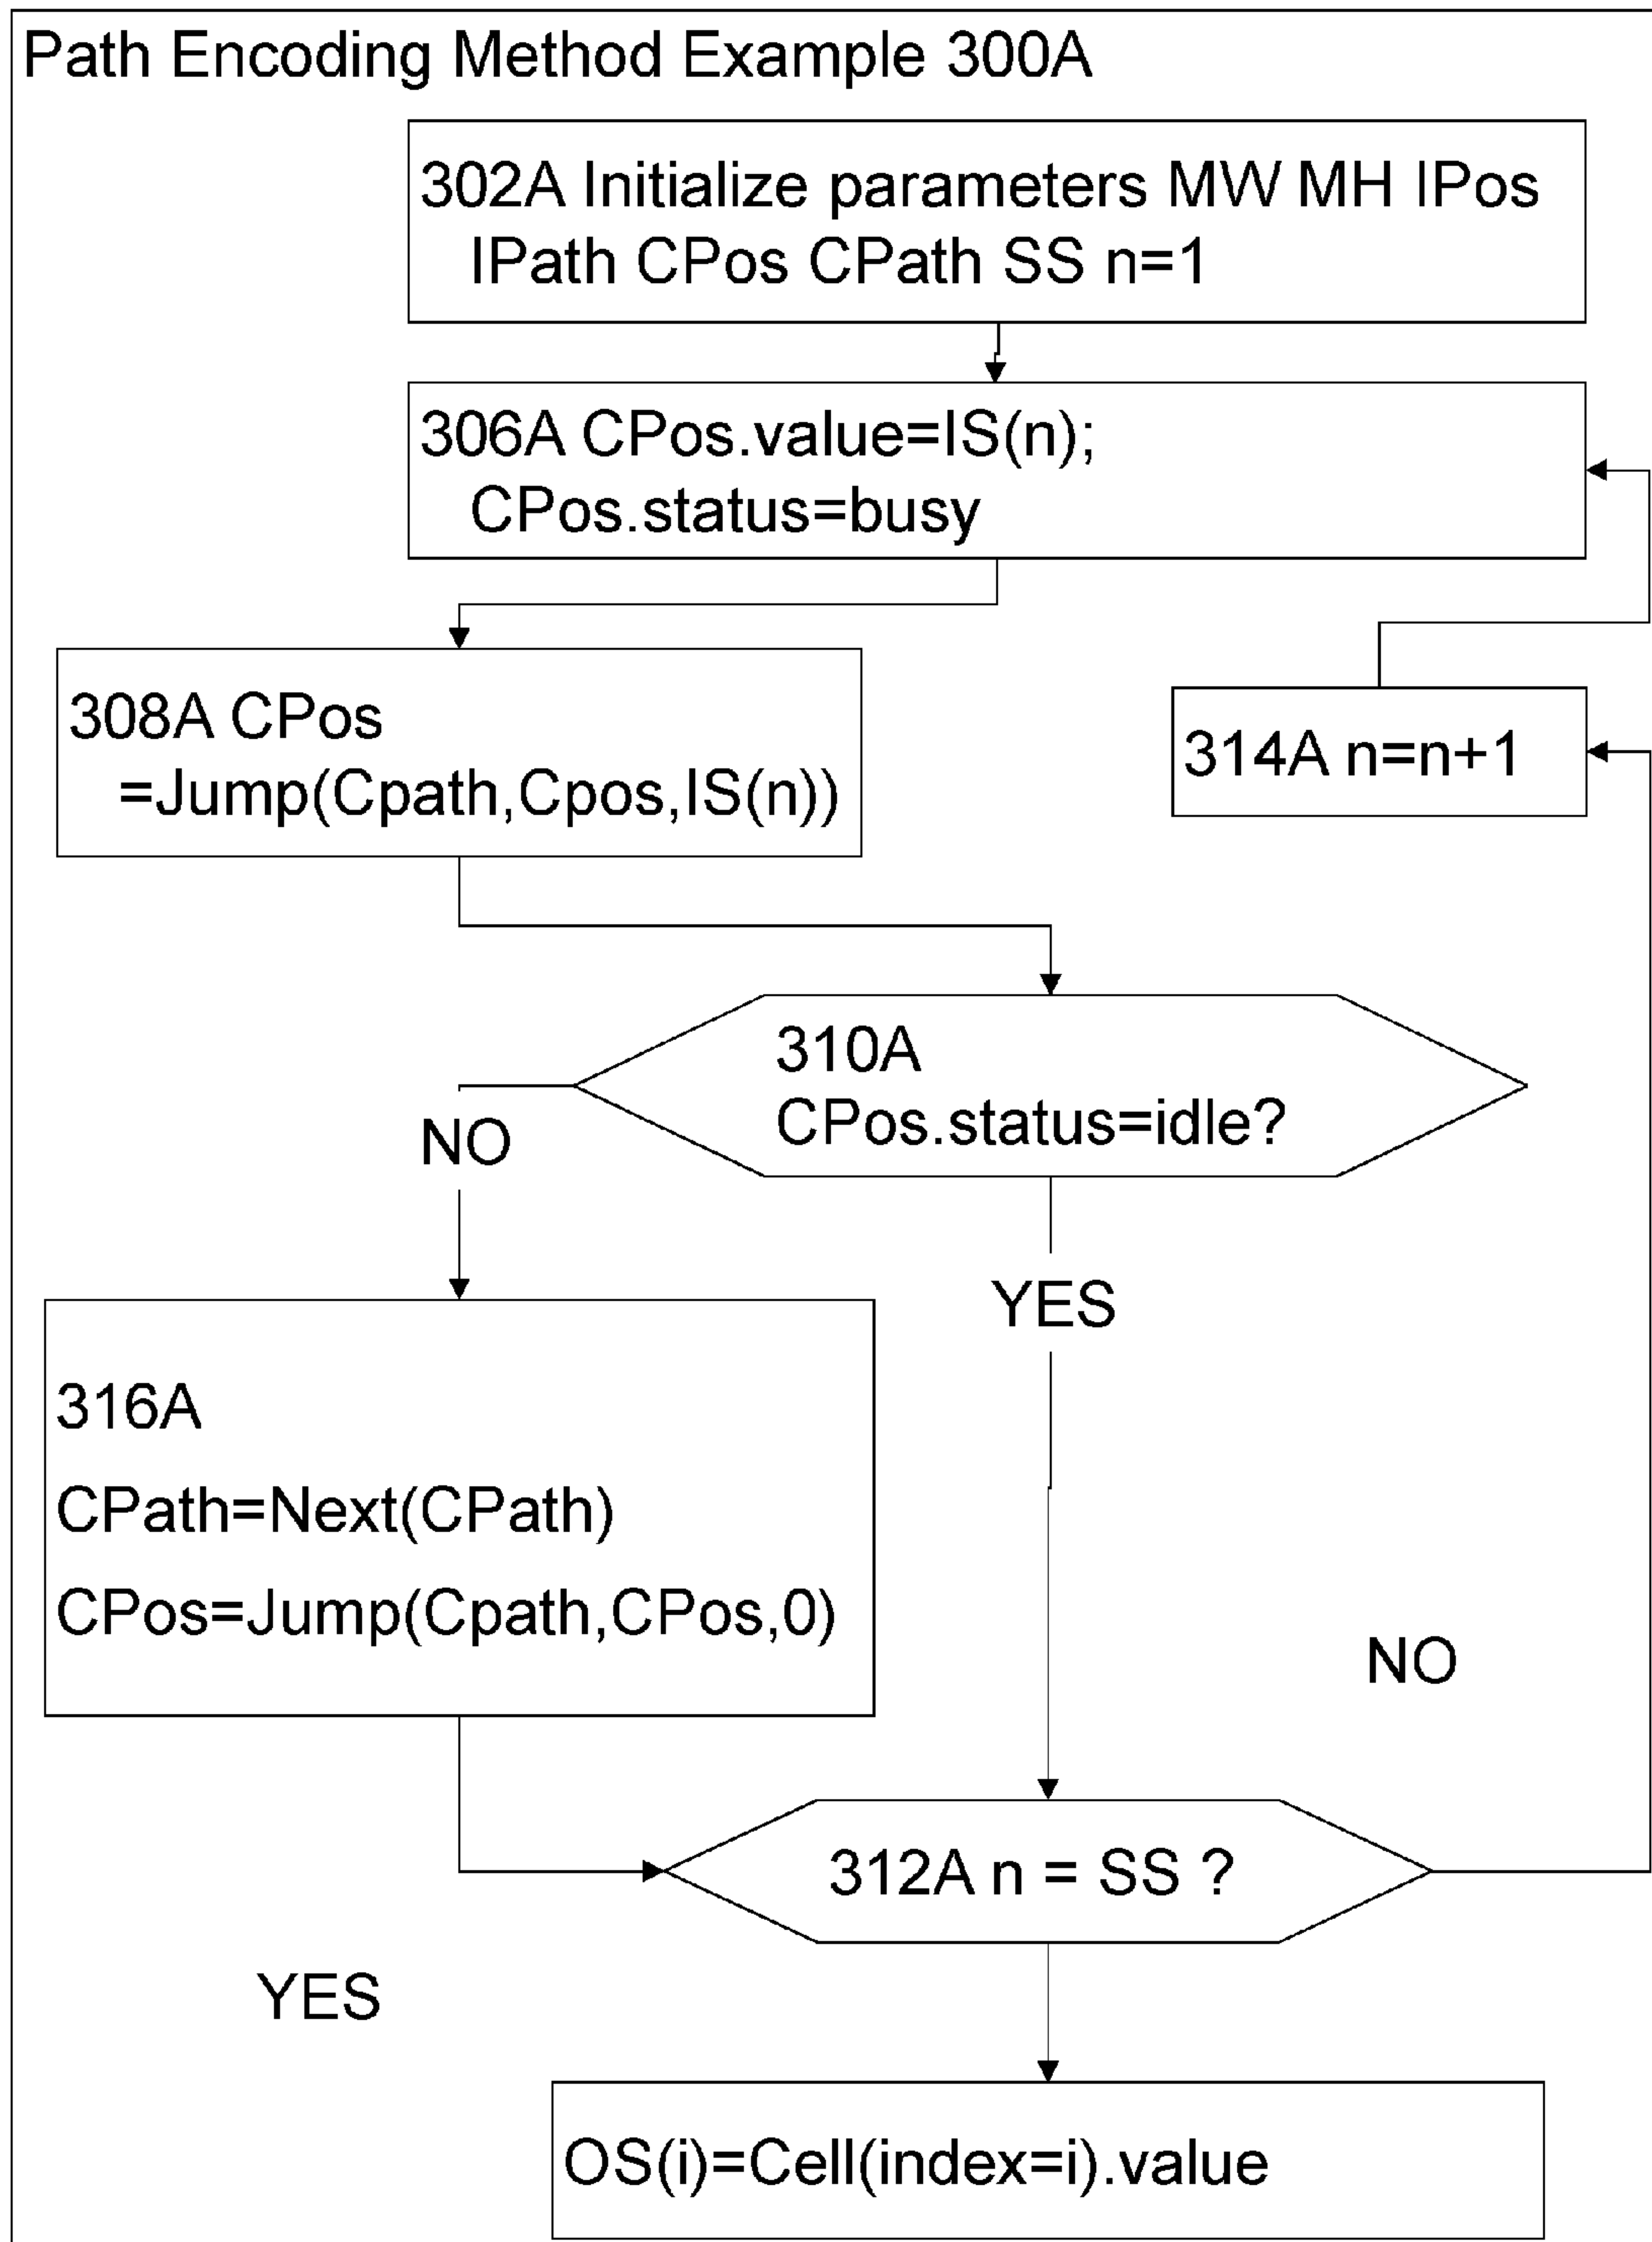 Path Encoding Method Example 300A
302A Initialize parameters MW MH IPos
IPath CPos CPath SS n=1
306A CPos.value=IS(n);
CPos.status=busy
308A CPos
=Jump(Cpath,Cpos,IS(n))
314A n=n+1
310A
CPos.status=idle?
NO
YES
316A
CPath=Next(CPath)
CPos=Jump(Cpath,CPos,0)
NO
312A n = SS ?
YES
OS(i)=Cell(index=i).value